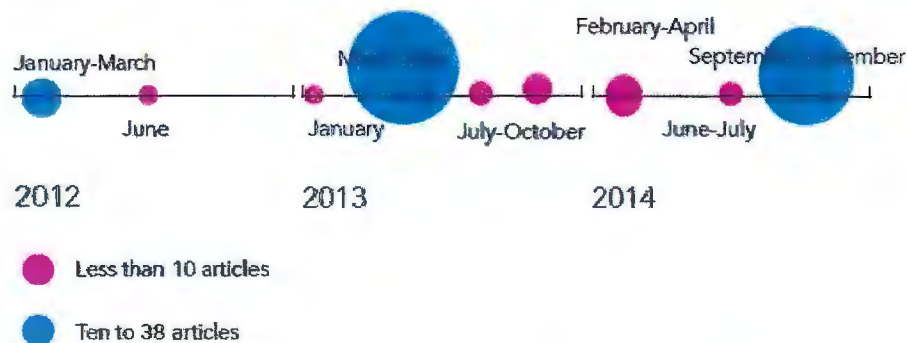 February-April
January-March
June
January
July-October
June-July
2012
2013
2014
Less than 10 articles
Ten to 38 articles